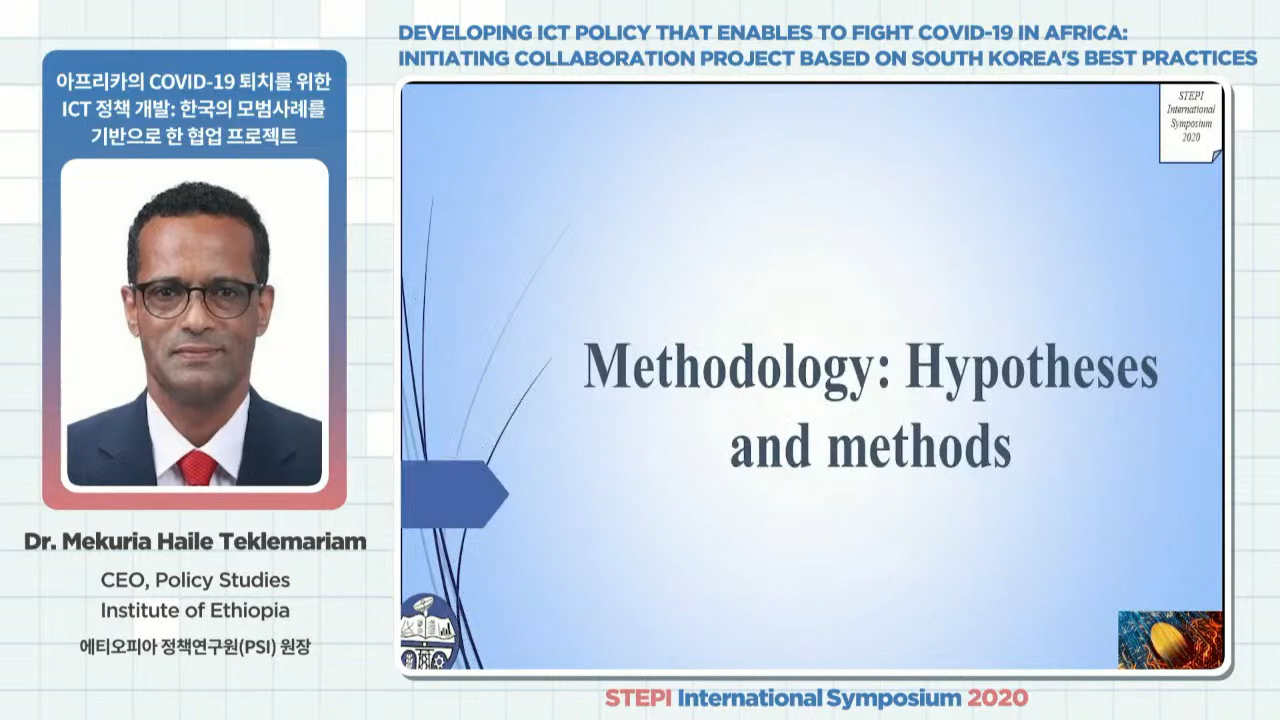 DEVELOPING ICT POLICY THAT ENABLES TO FIGHT COVID-19 IN AFRICA:
INITIATING COLLABORATION PROJECT BASED ON SOUTH KOREA'S BEST PRACTICES
아프리카의 COVID-19 퇴치를 위한
ICT 정책 개발: 한국의 모범사례를
기반으로 한 협업 프로젝트
STEPI
International
Symposium
2020
Methodology: Hypotheses
and methods
Dr. Mekuria Haile Teklemariam
CEO, Policy Studies
Institute of Ethiopia
에티오피아 정책연구원(PSI) 원장
STEPI International Symposium 2020